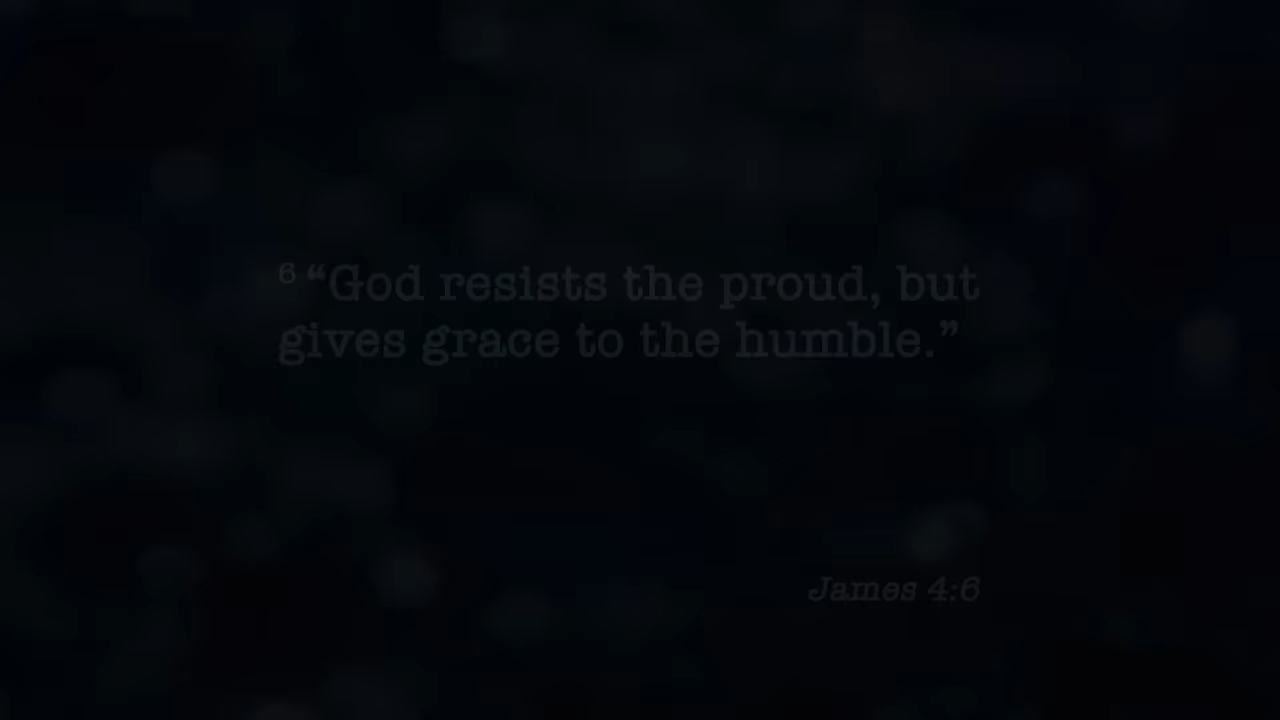 6 “God resists the proud, but
gives grace to the humble.”
James 4:6